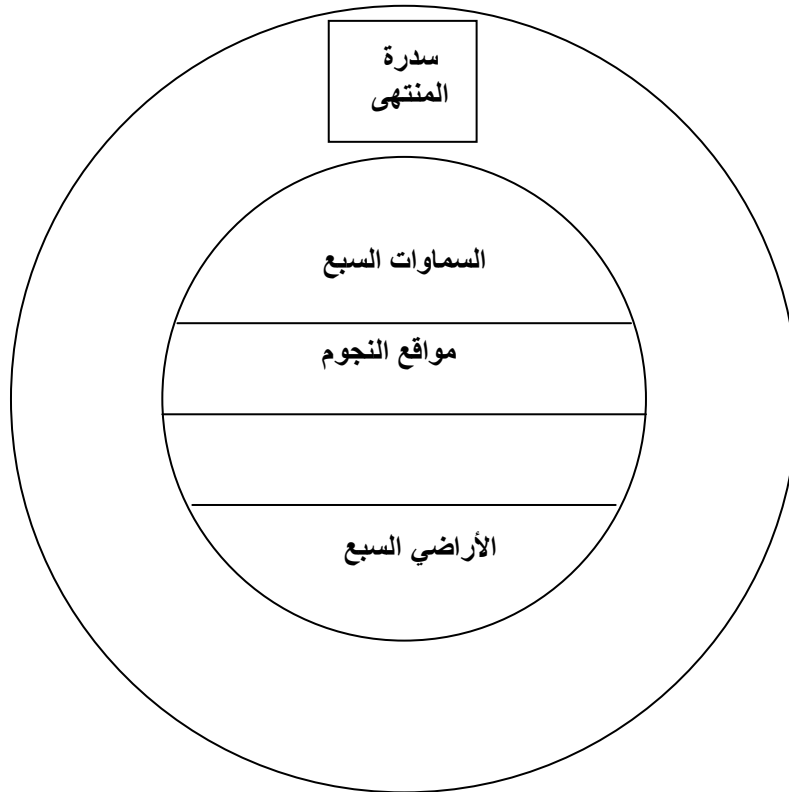 سدرة
المنتهى
السماوات السبع
مواقع النجوم
الأراضي السبع